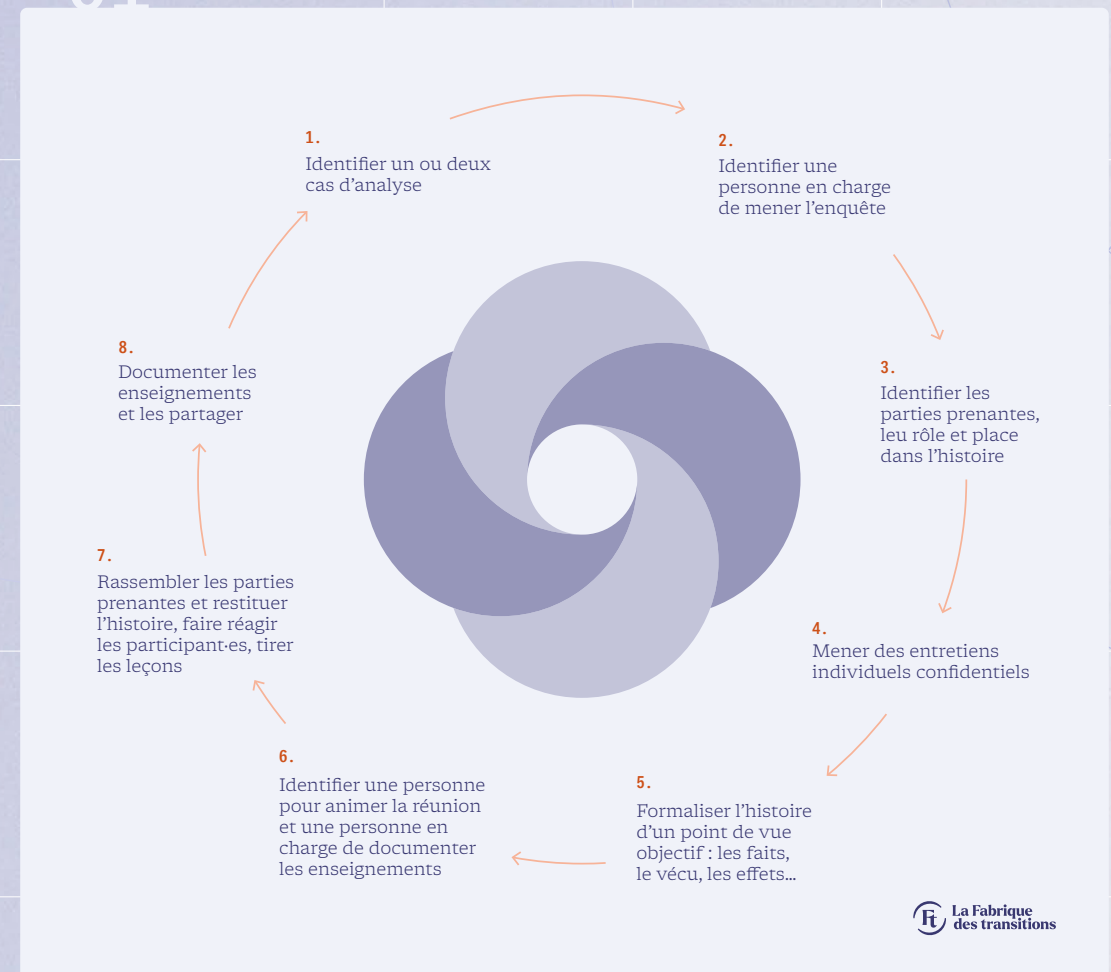 1.
Identifier un ou deux
cas d’analyse
2.
Identifier une
personne en charge
de mener l’enquête
3.
Identifier les
parties prenantes,
leu rôle et place
dans l’histoire
4.
Mener des entretiens
individuels confidentiels
5.
Formaliser l’histoire
d’un point de vue
objectif : les faits,
le vécu, les effets…
6.
Identifier une personne
pour animer la réunion
et une personne en
charge de documenter
les enseignements
7.
Rassembler les parties
prenantes et restituer
l’histoire, faire réagir
les participant·es, tirer
les leçons
8.
Documenter les
enseignements
et les partager
Ft
La Fabrique
des transitions